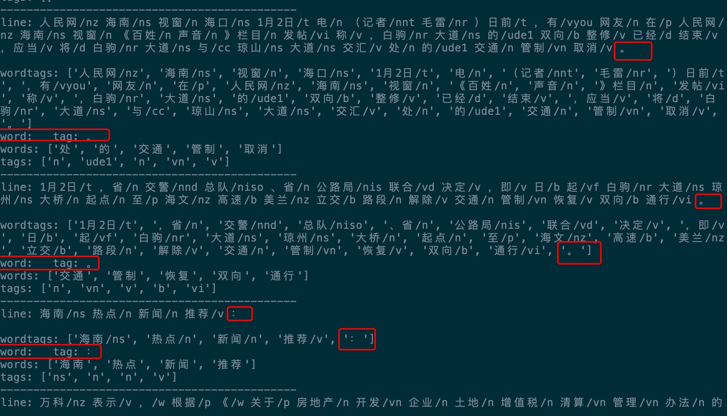 line: 人民网/nz 海南/ns 视窗/n 海口/ns 1月2日/t 电/n （记者/nnt 毛雷/nr ）日前/t ，有/vyou 网友/n 在/p 人民网/
nz 海南/ns 视窗/n 《百姓/n 声音/n 》栏目/n 发帖/vi 称/v ，白驹/nr 大道/ns 的/ude1 双向/b 整修/v 已经/d 结束/v
，应当/v 将/d 白驹/nr 大道/ns 与/cc 琼山/ns 大道/ns 交汇/v 处/n 的/ude1 交通/n 管制/vn 取消/v 。
wordtags: ['人民网/nz', '海南/ns', '视窗/n', '海口/ns', '1月2日/t', '电/n', '（记者/nnt', '毛雷/nr', '）日前/t
', '，有/vyou', '网友/n', '在/p', '人民网/nz', '海南/ns', '视窗/n', '《百姓/n', '声音/n', '》栏目/n', '发帖/vi
', '称/v', '，白驹/nr', '大道/ns', '的/ude1', '双向/b', '整修/v', '已经/d', '结束/v', '，应当/v', '将/d', '白
驹/nr', '大道/ns', '与/cc', '琼山/ns', '大道/ns', '交汇/v', '处/n', '的/ude1', '交通/n', '管制/vn', '取消/v',
'。']
word: tag: 。
words: ['处', '的', '交通', '管制', '取消']
tags: ['n', 'ude1', 'n', 'vn', 'v']
line: 1月2日/t ，省/n 交警/nnd 总队/niso 、省/n 公路局/nis 联合/vd 决定/v ，即/v 日/b 起/vf 白驹/nr 大道/ns 琼
州/ns 大桥/n 起点/n 至/p 海文/nz 高速/b 美兰/nz 立交/b 路段/n 解除/v 交通/n 管制/vn 恢复/v 双向/b 通行/vi 。
wordtags: ['1月2日/t', '，省/n', '交警/nnd', '总队/niso', '、省/n', '公路局/nis', '联合/vd', '决定/v', '，即/v
', '日/b', '起/vf', '白驹/nr', '大道/ns', '琼州/ns', '大桥/n', '起点/n', '至/p', '海文/nz', '高速/b', '美兰/nz
', '立交/b', '路段/n', '解除/v', '交通/n', '管制/vn', '恢复/v', '双向/b', '通行/vi', '。']
word: tag: 。
words: ['交通', '管制', '恢复', '双向', '通行']
tags: ['n', 'vn', 'v', 'b', 'vi']
line: 海南/ns 热点/n 新闻/n 推荐/v ：
wordtags: ['海南/ns', '热点/n', '新闻/n', '推荐/v', '：']
word: tag: ：
words: ['海南', '热点', '新闻', '推荐']
tags: ['ns', 'n', 'n', 'v']
line: 万科/nz 表示/v ，/w 根据/p 《/w 关于/p 房地产/n 开发/vn 企业/n 土地/n 增值税/n 清算/vn 管理/vn 办法/n 的